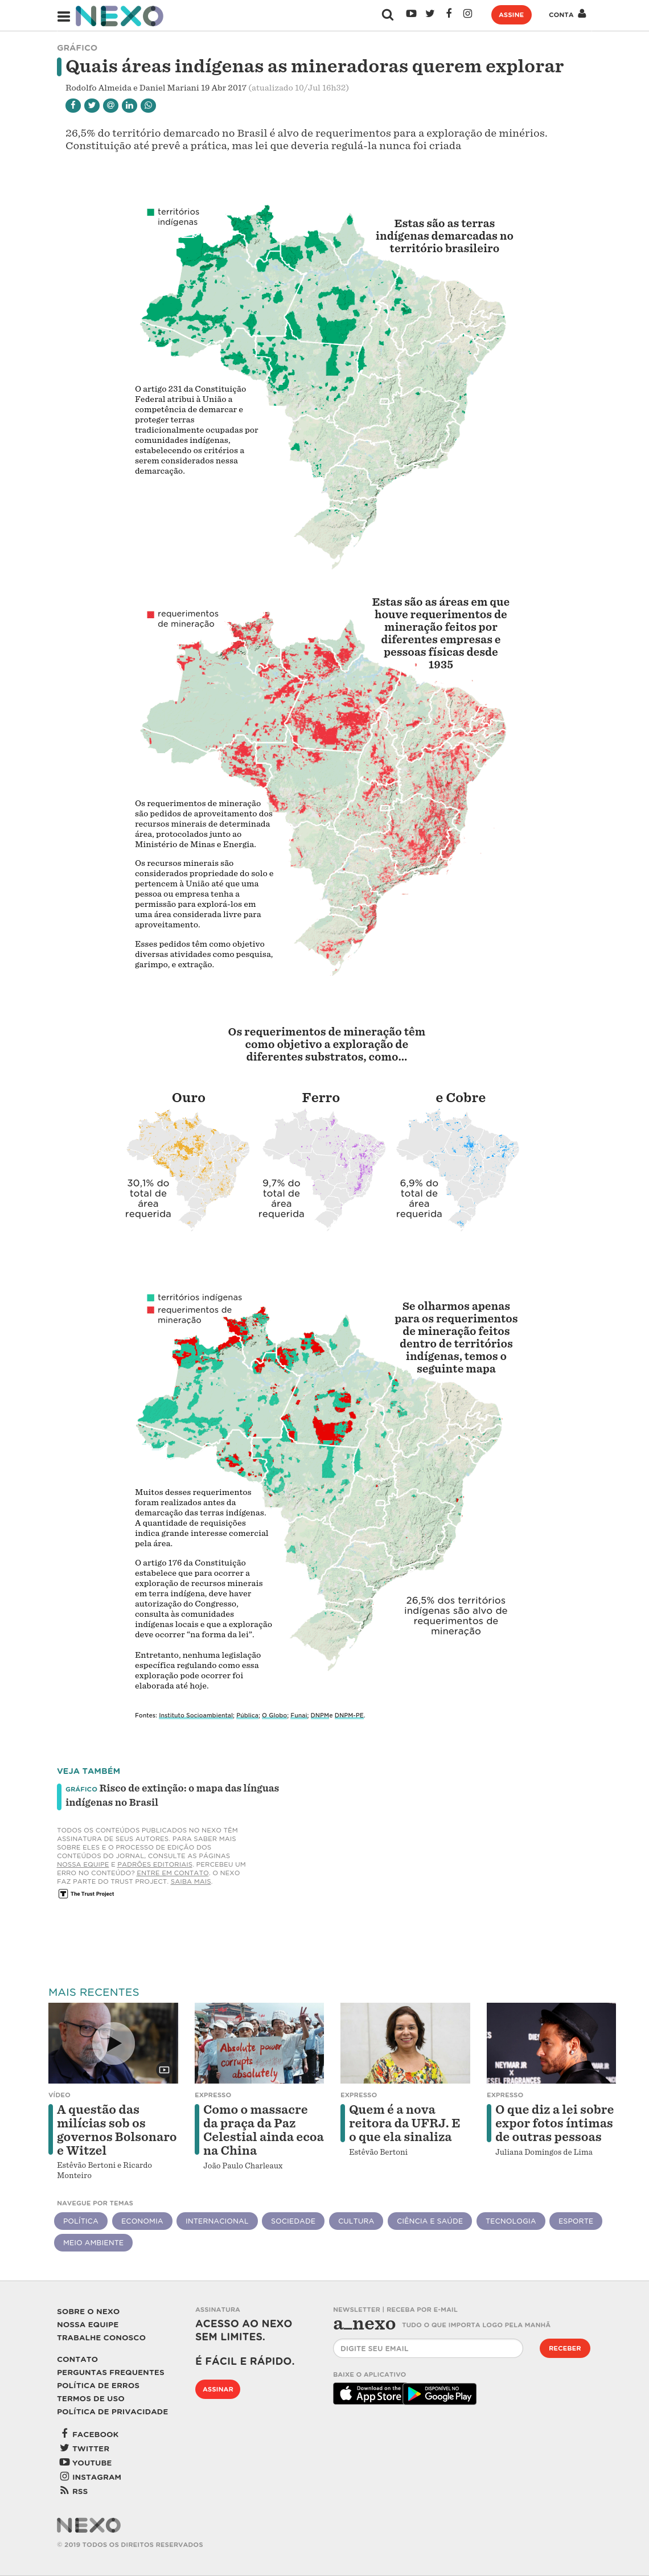 NEXO
ASSINE
CONTA
GRÁFICO
Quais áreas indígenas as mineradoras querem explorar
Rodolfo Almeida e Daniel Mariani 19 Abr 2017 (atualizado 10/Jul 16h32)
26,5% do território demarcado no Brasil é alvo de requerimentos para a exploração de minérios.
Constituição até prevê a prática, mas lei que deveria regulá-la nunca foi criada
territórios
indígenas
Estas são as terras
indígenas demarcadas no
território brasileiro
O artigo 231 da Constituição
Federal atribui à União a
competência de demarcar e
proteger terras
tradicionalmente ocupadas por
comunidades indígenas,
estabelecendo os critérios a
serem considerados nessa
demarcação.
requerimentos
de mineração
Estas são as áreas em que
houve requerimentos de
mineração feitos por
diferentes empresas e
pessoas físicas desde
1935
Os requerimentos de mineração
são pedidos de aproveitamento dos
recursos minerais de determinada
área, protocolados junto ao
Ministério de Minas e Energia.
Os recursos minerais são
considerados propriedade do solo e
pertencem à União até que uma
pessoa ou empresa tenha a
permissão para explorá-los em
uma área considerada livre para
aproveitamento.
Esses pedidos têm como objetivo
diversas atividades como pesquisa,
garimpo, e extração.
Os requerimentos de mineração têm
como objetivo a exploração de
diferentes substratos, como...
Ouro
30,1% do
total de
área
requerida
Ferro
9,7% do
total de
área
requerida
e Cobre
6,9% do
total de
área
requerida
territórios indígenas
requerimentos de
mineração
Se olharmos apenas
para os requerimentos
de mineração feitos
dentro de territórios
indígenas, temos o
seguinte mapa
Muitos desses requerimentos
foram realizados antes da
demarcação das terras indígenas.
A quantidade de requisições
indica grande interesse comercial
pela área.
O artigo 176 da Constituição
estabelece que para ocorrer a
exploração de recursos minerais
em terra indígena, deve haver
autorização do Congresso,
consulta às comunidades
indígenas locais e que a exploração
deve ocorrer "na forma da lei".
Entretanto, nenhuma legislação
específica regulando como essa
exploração pode ocorrer foi
elaborada até hoje.
26,5% dos territórios
indígenas são alvo de
requerimentos de
mineração
Fontes: Instituto Socioambiental; Pública; O Globo; Funai; DNPMe DNPM-PE.
VEJA TAMBÉM
GRÁFICO Risco de extinção: o mapa das línguas
indígenas no Brasil
TODOS OS CONTEÚDOS PUBLICADOS NO NEXO TÊM
ASSINATURA DE SEUS AUTORES. PARA SABER MAIS
SOBRE ELES E O PROCESSO DE EDIÇÃO DOS
CONTEÚDOS DO JORNAL, CONSULTE AS PÁGINAS
NOSSA EQUIPE E PADRÕES EDITORIAIS. PERCEBEU UM
ERRO NO CONTEÚDO? ENTRE EM CONTATO. O NEXO
FAZ PARTE DO TRUST PROJECT. SAIBA MAIS.
T The Trust Project
MAIS RECENTES
Absolute power
corrupts
absolutely
NEYMAR JR
X
DIESEL FRAGRANCES
VÍDEO
A questão das
milícias sob os
governos Bolsonaro
e Witzel
Estêvão Bertoni e Ricardo
Monteiro
EXPRESSO
Como o massacre
da praça da Paz
Celestial ainda ecoa
na China
João Paulo Charleaux
EXPRESSO
Quem é a nova
reitora da UFRJ. E
o que ela sinaliza
Estêvão Bertoni
EXPRESSO
O que diz a lei sobre
expor fotos íntimas
de outras pessoas
Juliana Domingos de Lima
NAVEGUE POR TEMAS
POLÍTICA
ECONOMIA
INTERNACIONAL
SOCIEDADE
CULTURA
CIÊNCIA E SAÚDE
TECNOLOGIA
ESPORTE
MEIO AMBIENTE
SOBRE O NEXO
NOSSA EQUIPE
TRABALHE CONOSCO
CONTATO
PERGUNTAS FREQUENTES
POLÍTICA DE ERROS
TERMOS DE USO
POLÍTICA DE PRIVACIDADE
FACEBOOK
TWITTER
YOUTUBE
INSTAGRAM
RSS
ASSINATURA
ACESSO AO NEXO
SEM LIMITES.
É FÁCIL E RÁPIDO.
ASSINAR
NEWSLETTER | RECEBA POR E-MAIL
a_nexo TUDO O QUE IMPORTA LOGO PELA MANHÃ
DIGITE SEU EMAIL
RECEBER
BAIXE O APLICATIVO
Download on the
App Store
DISPONÍVEL NO
Google Play
NEXO
© 2019 TODOS OS DIREITOS RESERVADOS